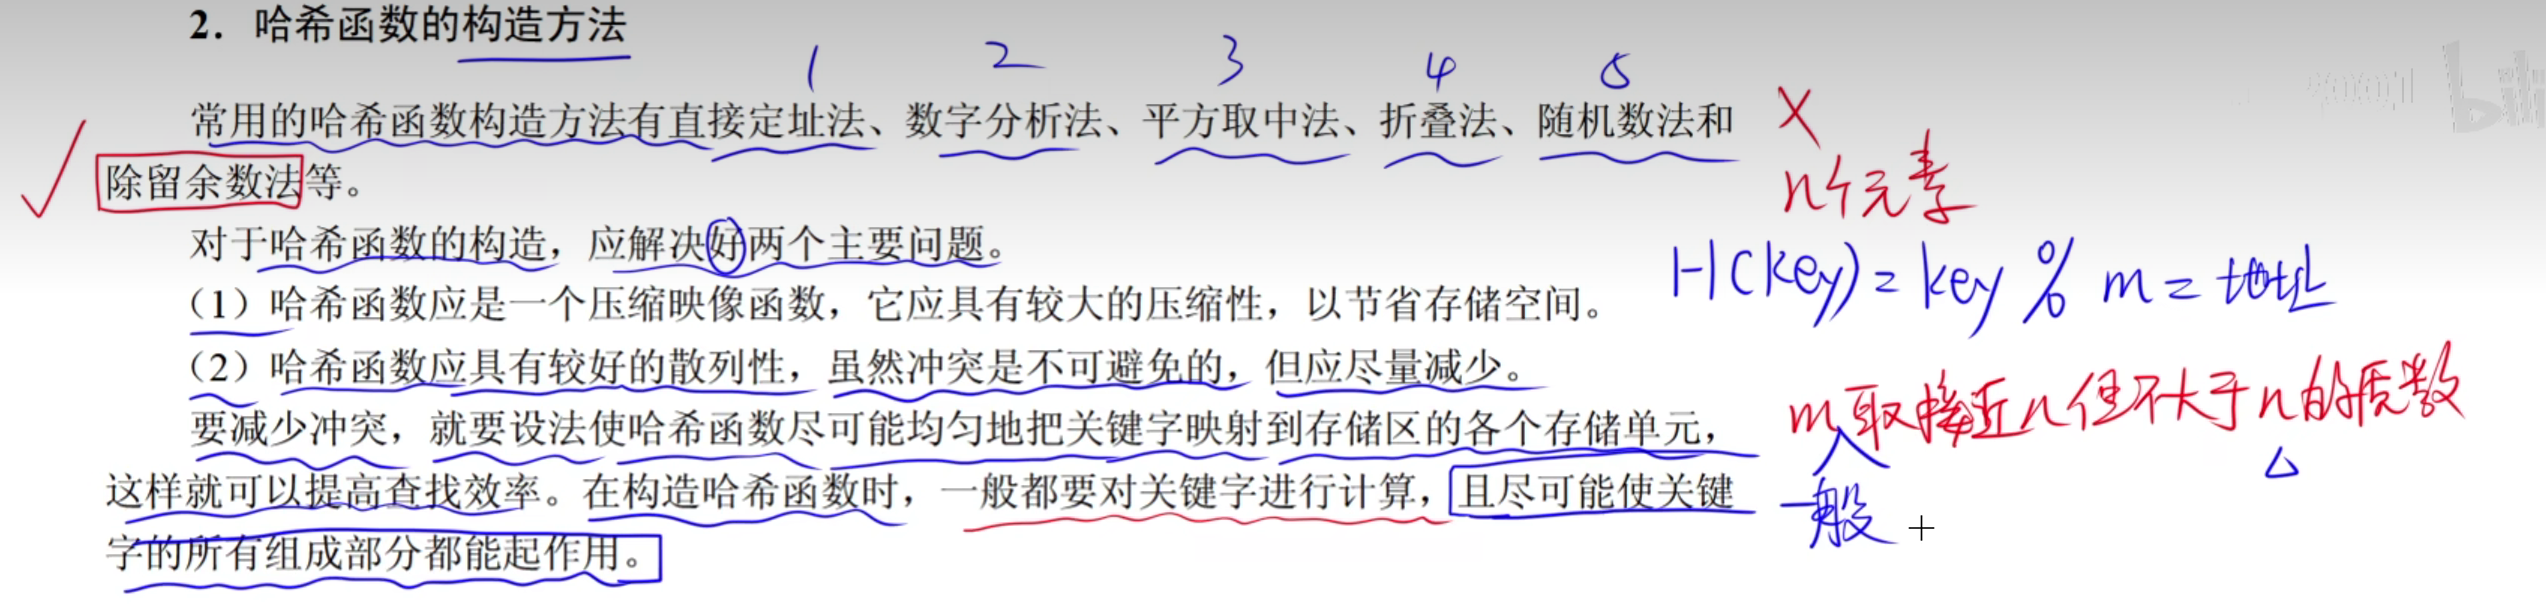 2. 哈希函数的构造方法
1 2 3 4 5
常用的哈希函数构造方法有直接定址法、数字分析法、平方取中法、折叠法、随机数法和
除留余数法等。
n个元素
对于哈希函数的构造，应解决好两个主要问题。
H(key) = key % m = 地址
（1）哈希函数应是一个压缩映像函数，它应具有较大的压缩性，以节省存储空间。
（2）哈希函数应具有较好的散列性，虽然冲突是不可避免的，但应尽量减少。
m取接近n但不大于n的质数
要减少冲突，就要设法使哈希函数尽可能均匀地把关键字映射到存储区的各个存储单元，
这样就可以提高查找效率。在构造哈希函数时，一般都要对关键字进行计算，且尽可能使关键
一般
字的所有组成部分都能起作用。